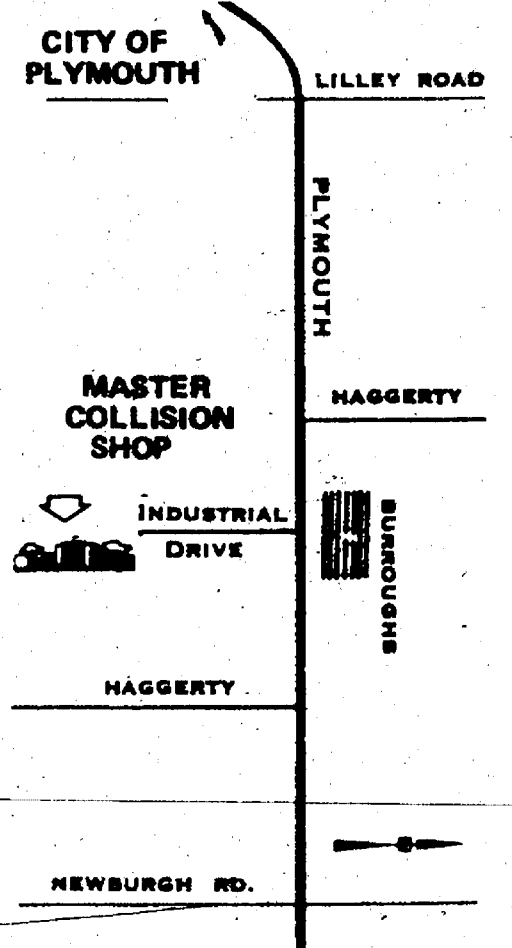 CITY OF
PLYMOUTH
LILLEY ROAD
PLYMOUTH
HAGGERTY
MASTER
COLLISION
SHOP
INDUSTRIAL
DRIVE
BURROUGHS
HAGGERTY
NEWBURGH RD.